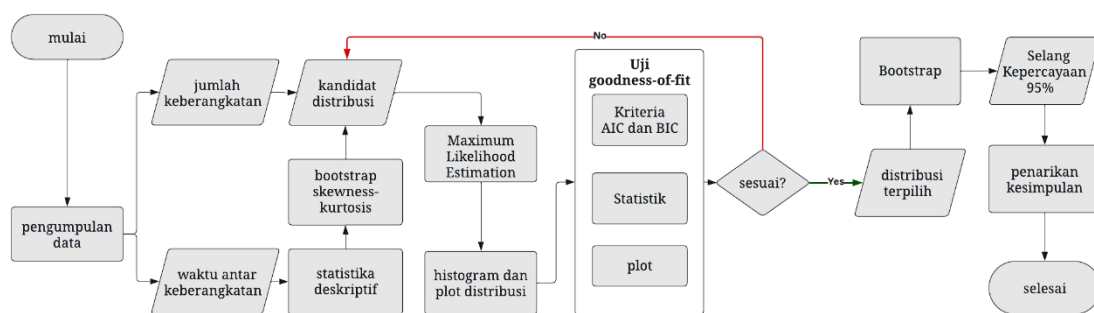 mulai
pengumpulan
data
jumlah
keberangkatan
waktu antar
keberangkatan
kandidat
distribusi
bootstrap
skewness-
kurtosis
statistika
deskriptif
Maximum
Likelihood
Estimation
histogram dan
plot distribusi
No
Uji
goodness-of-fit
Kriteria
AIC dan BIC
Statistik
plot
sesuai?
Yes
distribusi
terpilih
Bootstrap
Selang
Kepercayaan
95%
penarikan
kesimpulan
selesai